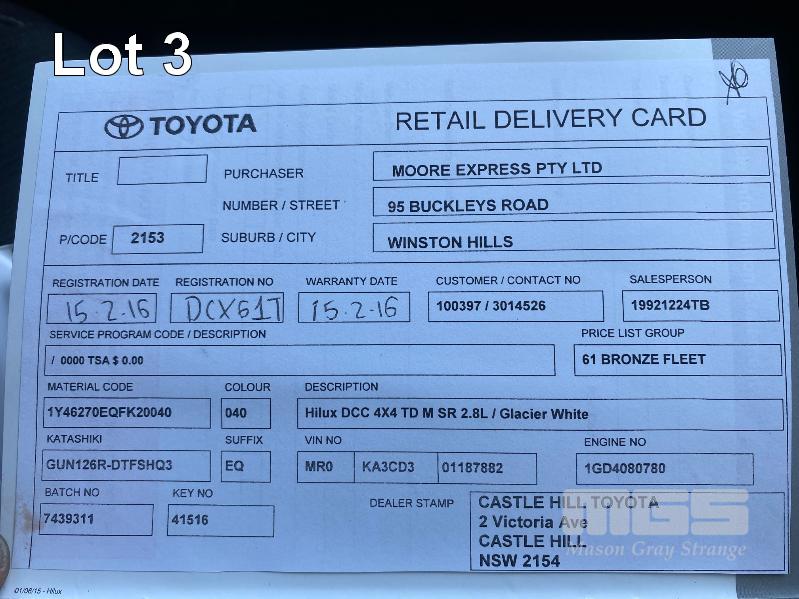 Lot 3
TOYOTA RETAIL DELIVERY CARD
TITLE PURCHASER MOORE EXPRESS PTY LTD
NUMBER / STREET 95 BUCKLEYS ROAD
P/CODE 2153 SUBURB / CITY WINSTON HILLS
REGISTRATION DATE REGISTRATION NO WARRANTY DATE CUSTOMER / CONTACT NO SALESPERSON
15.2.16 DCX61T 15.2.16 100397 / 3014526 19921224TB
SERVICE PROGRAM CODE / DESCRIPTION PRICE LIST GROUP
/ 0000 TSA $ 0.00 61 BRONZE FLEET
MATERIAL CODE COLOUR DESCRIPTION
1Y46270EQFK20040 040 Hilux DCC 4X4 TD M SR 2.8L / Glacier White
KATASHIKI SUFFIX VIN NO ENGINE NO
GUN126R-DTFSHQ3 EQ MR0 KA3CD3 01187882 1GD4080780
BATCH NO KEY NO DEALER STAMP
7439311 41516
CASTLE HILL TOYOTA
2 Victoria Ave
CASTLE HILL
NSW 2154
MGS
Mason Gray Strange
01/06/15 - Hilux